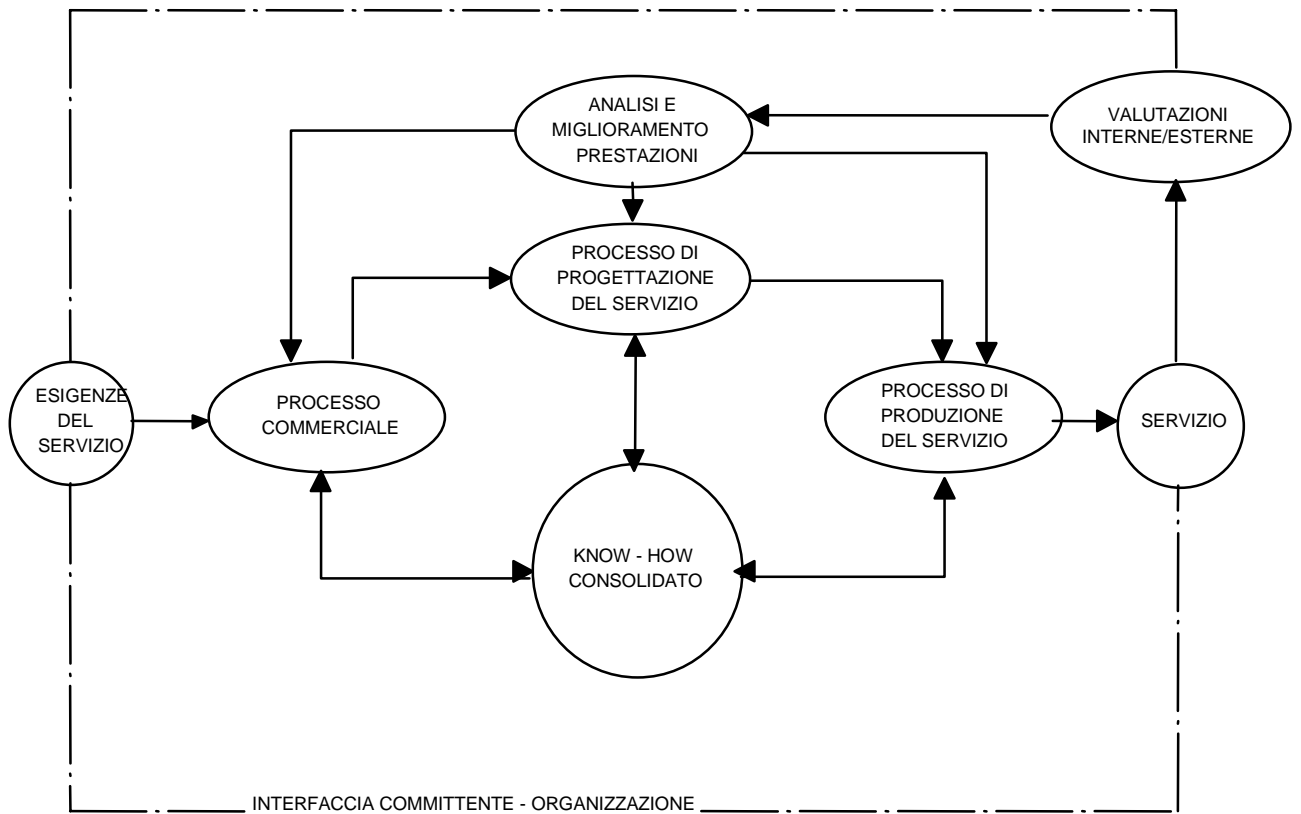 ANALISI E
MIGLIORAMENTO
PRESTAZIONI
VALUTAZIONI
INTERNE/ESTERNE
PROCESSO DI
PROGETTAZIONE
DEL SERVIZIO
ESIGENZE
DEL
SERVIZIO
PROCESSO
COMMERCIALE
PROCESSO DI
PRODUZIONE
DEL SERVIZIO
SERVIZIO
KNOW - HOW
CONSOLIDATO
INTERFACCIA COMMITTENTE - ORGANIZZAZIONE